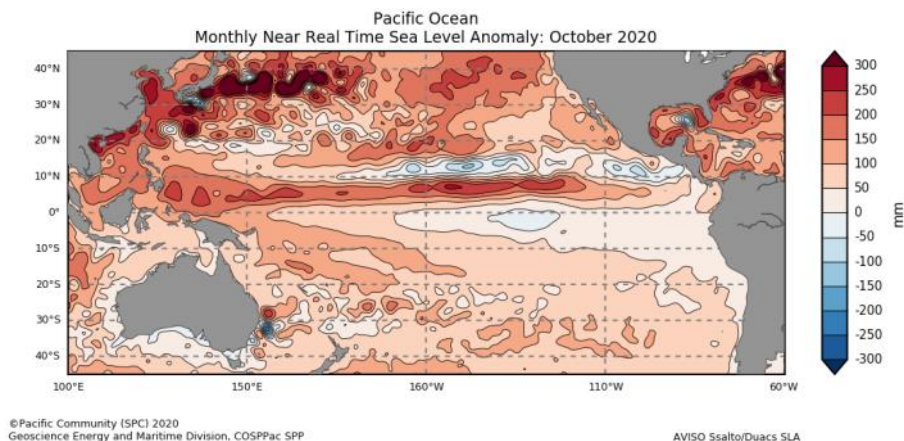 Pacific Ocean
Monthly Near Real Time Sea Level Anomaly: October 2020
40°N
30°N
20°N
10°N
0°
10°S
20°S
30°S
40°S
100°E
150°E
160°W
110°W
60°W
300
250
200
150
100
50
0
-50
-100
-150
-200
-250
-300
mm
©Pacific Community (SPC) 2020
Geoscience Energy and Maritime Division, COSPPac SPP
AVISO Ssalto/Duacs SLA